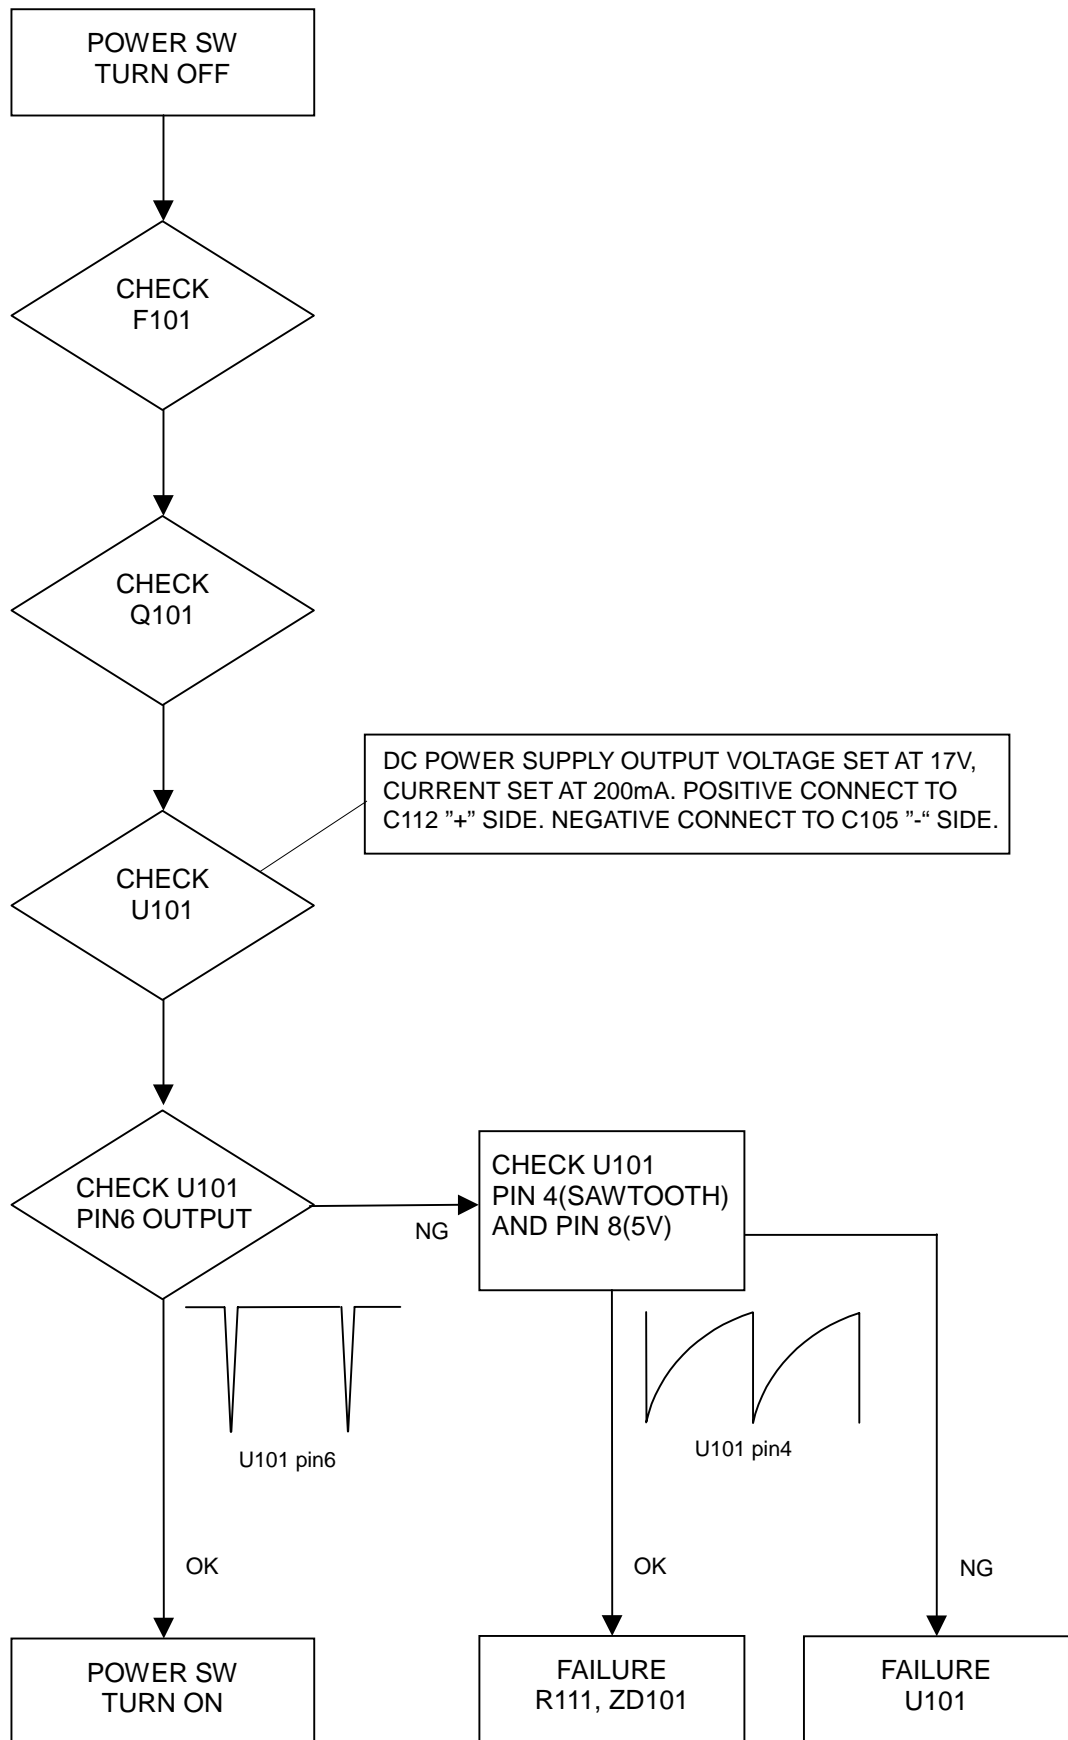 POWER SW
TURN OFF
CHECK
F101
CHECK
Q101
DC POWER SUPPLY OUTPUT VOLTAGE SET AT 17V,
CURRENT SET AT 200mA. POSITIVE CONNECT TO
C112 ”+” SIDE. NEGATIVE CONNECT TO C105 ”-“ SIDE.
CHECK
U101
CHECK U101
PIN6 OUTPUT
NG
CHECK U101
PIN 4(SAWTOOTH)
AND PIN 8(5V)
U101 pin6
U101 pin4
OK
OK
NG
POWER SW
TURN ON
FAILURE
R111, ZD101
FAILURE
U101